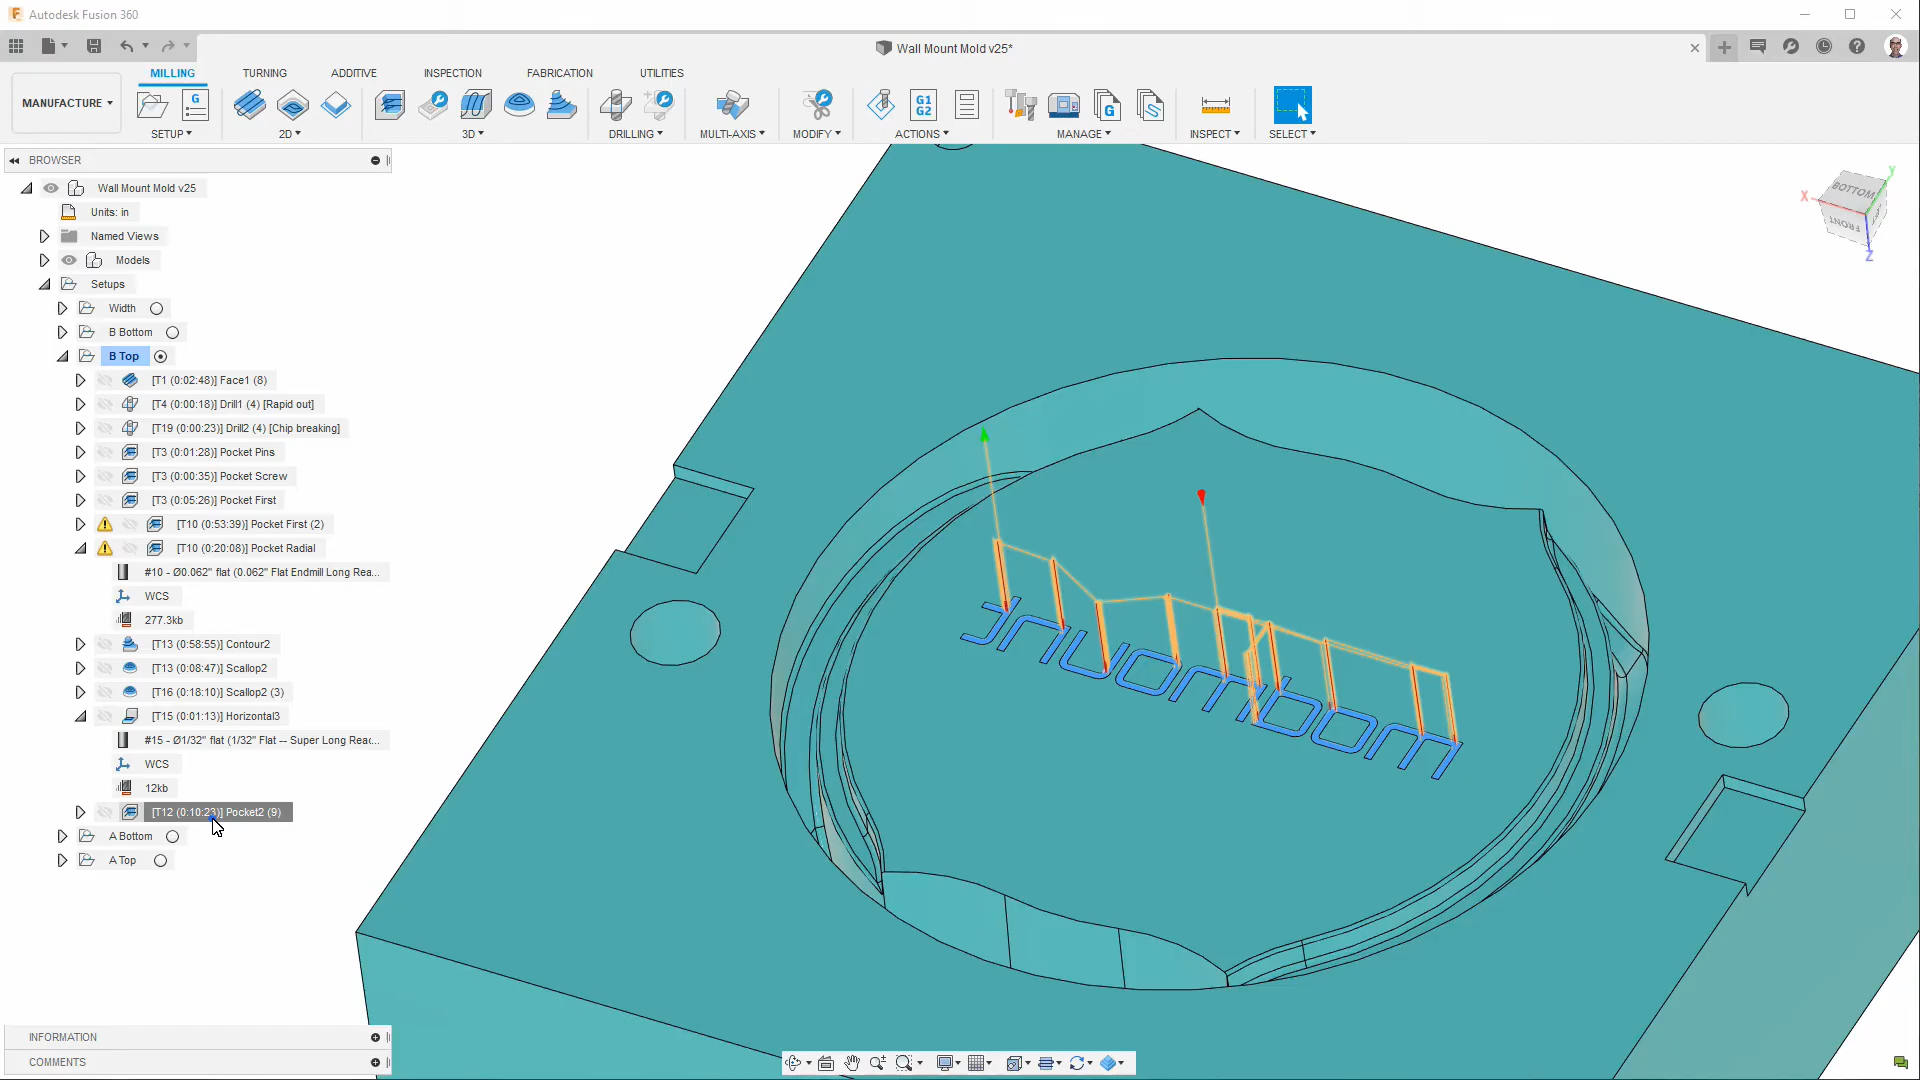 Autodesk Fusion 360
Wall Mount Mold v25*
MANUFACTURE
MILLING
TURNING
ADDITIVE
INSPECTION
FABRICATION
UTILITIES
SETUP
2D
3D
DRILLING
MULTI-AXIS
MODIFY
ACTIONS
MANAGE
INSPECT
SELECT
G
G1
G2
G
BROWSER
Wall Mount Mold v25
Units: in
Named Views
Models
Setups
Width
B Bottom
B Top
[T1 (0:02:48)] Face1 (8)
[T4 (0:00:18)] Drill1 (4) [Rapid out]
[T19 (0:00:23)] Drill2 (4) [Chip breaking]
[T3 (0:01:28)] Pocket Pins
[T3 (0:00:35)] Pocket Screw
[T3 (0:05:26)] Pocket First
[T10 (0:53:39)] Pocket First (2)
[T10 (0:20:08)] Pocket Radial
#10 - Ø0.062" flat (0.062" Flat Endmill Long Rea...
WCS
277.3kb
[T13 (0:58:55)] Contour2
[T13 (0:08:47)] Scallop2
[T16 (0:18:10)] Scallop2 (3)
[T15 (0:01:13)] Horizontal3
#15 - Ø1/32" flat (1/32" Flat -- Super Long Reac...
WCS
12kb
[T12 (0:10:23)] Pocket2 (9)
A Bottom
A Top
X
Y
Z
BOTTOM
FRONT
INFORMATION
COMMENTS